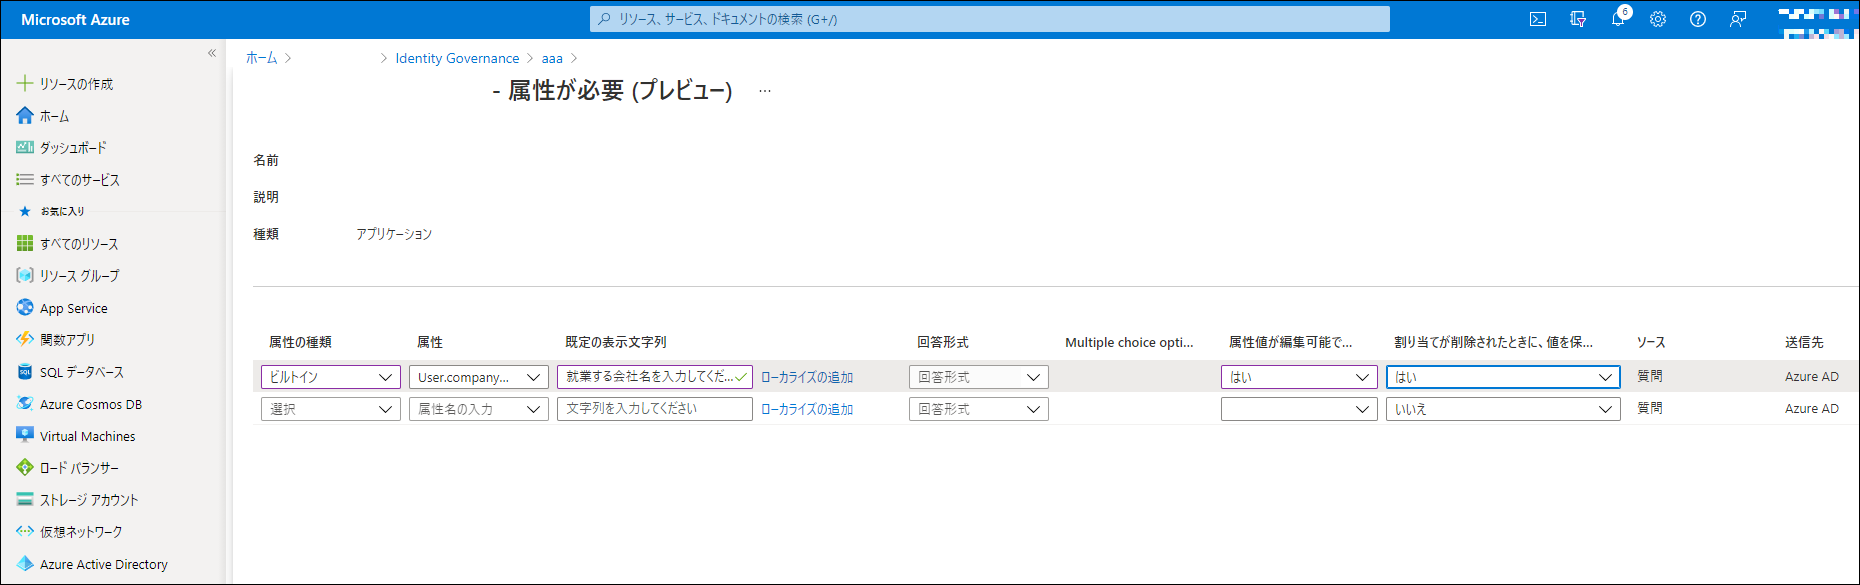 Microsoft Azure
リソース、サービス、ドキュメントの検索 (G+/)
6
«
ホーム > > Identity Governance > aaa >
- 属性が必要 (プレビュー) ...
リソースの作成
ホーム
ダッシュボード
すべてのサービス
お気に入り
すべてのリソース
リソース グループ
App Service
関数アプリ
SQL データベース
Azure Cosmos DB
Virtual Machines
ロード バランサー
ストレージ アカウント
仮想ネットワーク
Azure Active Directory
名前
説明
種類 アプリケーション
属性の種類 属性 既定の表示文字列 回答形式 Multiple choice opti... 属性値が編集可能で... 割り当てが削除されたときに、値を保... ソース 送信先
ビルトイン User.company... 就業する会社名を入力してくだ... ローカライズの追加 回答形式 はい はい 質問 Azure AD
選択 属性名の入力 文字列を入力してください ローカライズの追加 回答形式 いいえ 質問 Azure AD